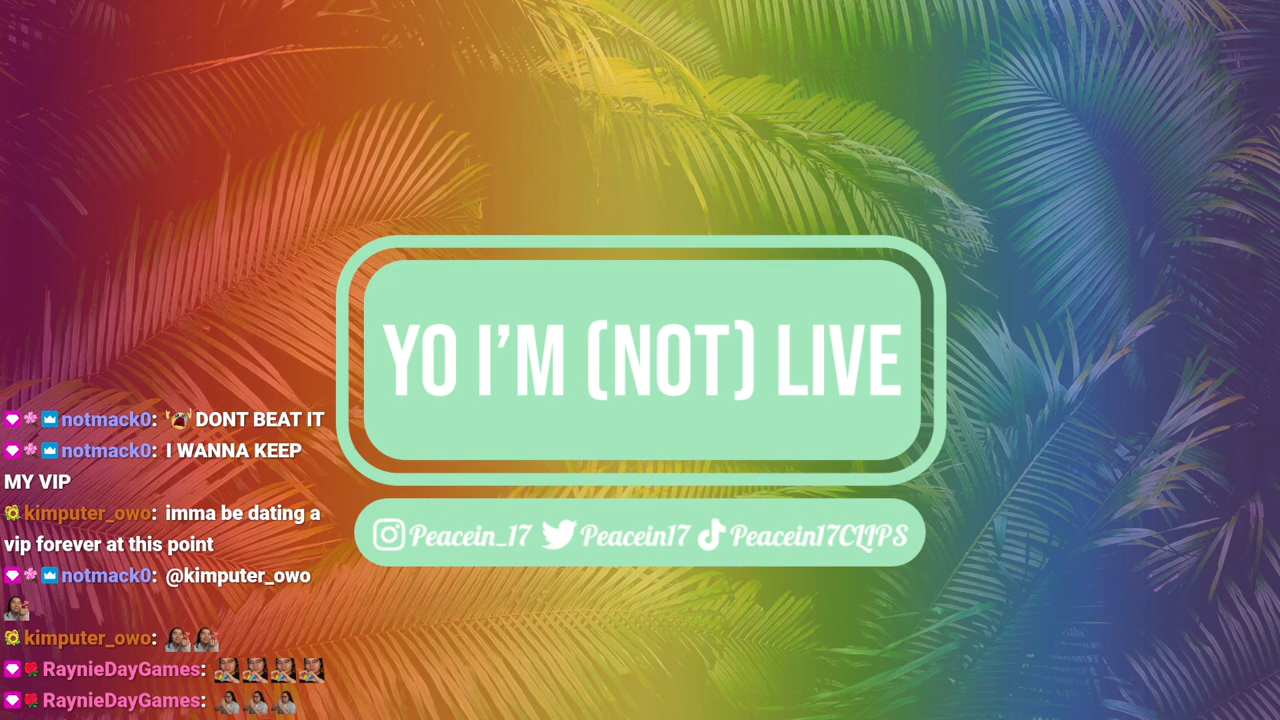 YO I'M (NOT) LIVE
Peacein_17 Peacein17 Peacein17CLIPS
notmack0: DONT BEAT IT
notmack0: I WANNA KEEP
MY VIP
kimputer_owo: imma be dating a
vip forever at this point
notmack0: @kimputer_owo
kimputer_owo:
RaynieDayGames:
RaynieDayGames: